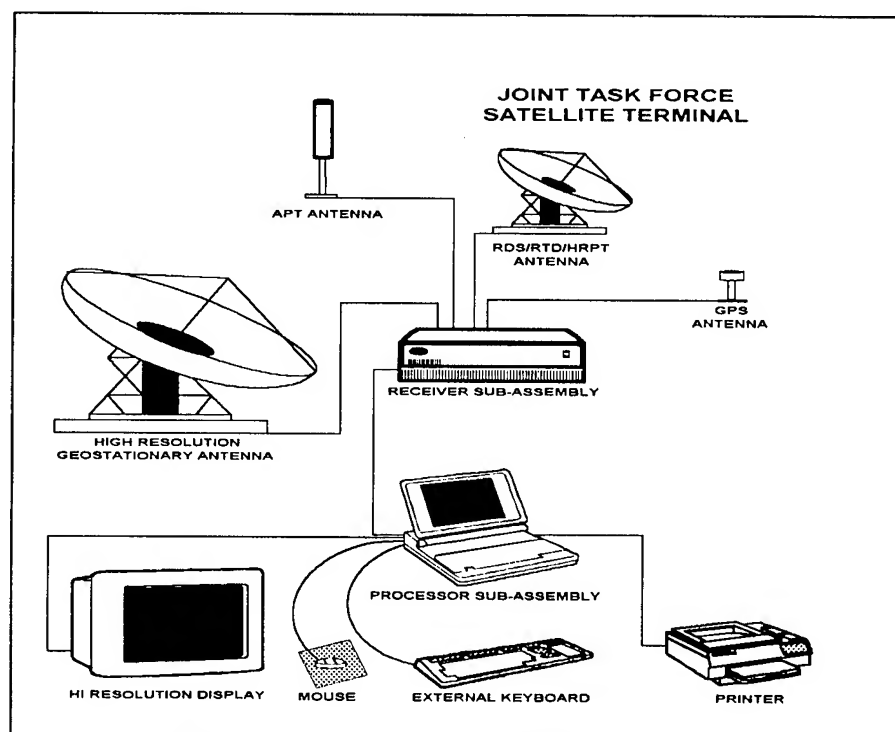 JOINT TASK FORCE
SATELLITE TERMINAL
APT ANTENNA
RDS/RTD/HRPT
ANTENNA
GPS
ANTENNA
RECEIVER SUB-ASSEMBLY
HIGH RESOLUTION
GEOSTATIONARY ANTENNA
PROCESSOR SUB-ASSEMBLY
HI RESOLUTION DISPLAY
MOUSE
EXTERNAL KEYBOARD
PRINTER